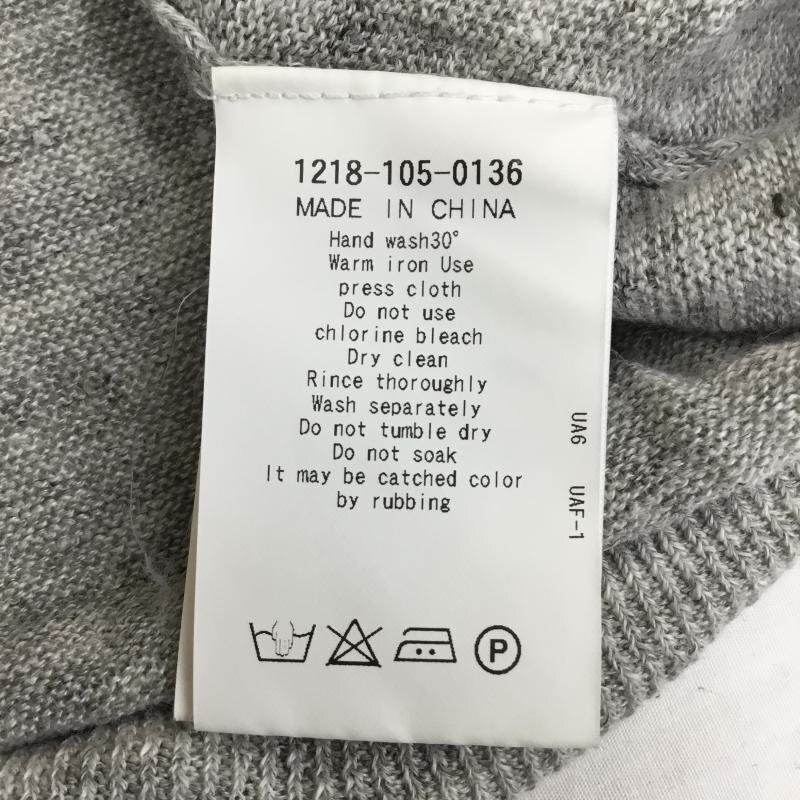 1218-105-0136
MADE IN CHINA
Hand wash30°
Warm iron Use
press cloth
Do not use
chlorine bleach
Dry clean
Rince thoroughly
Wash separately
Do not tumble dry
Do not soak
It may be catched color
by rubbing
UA6 UAF-1
P